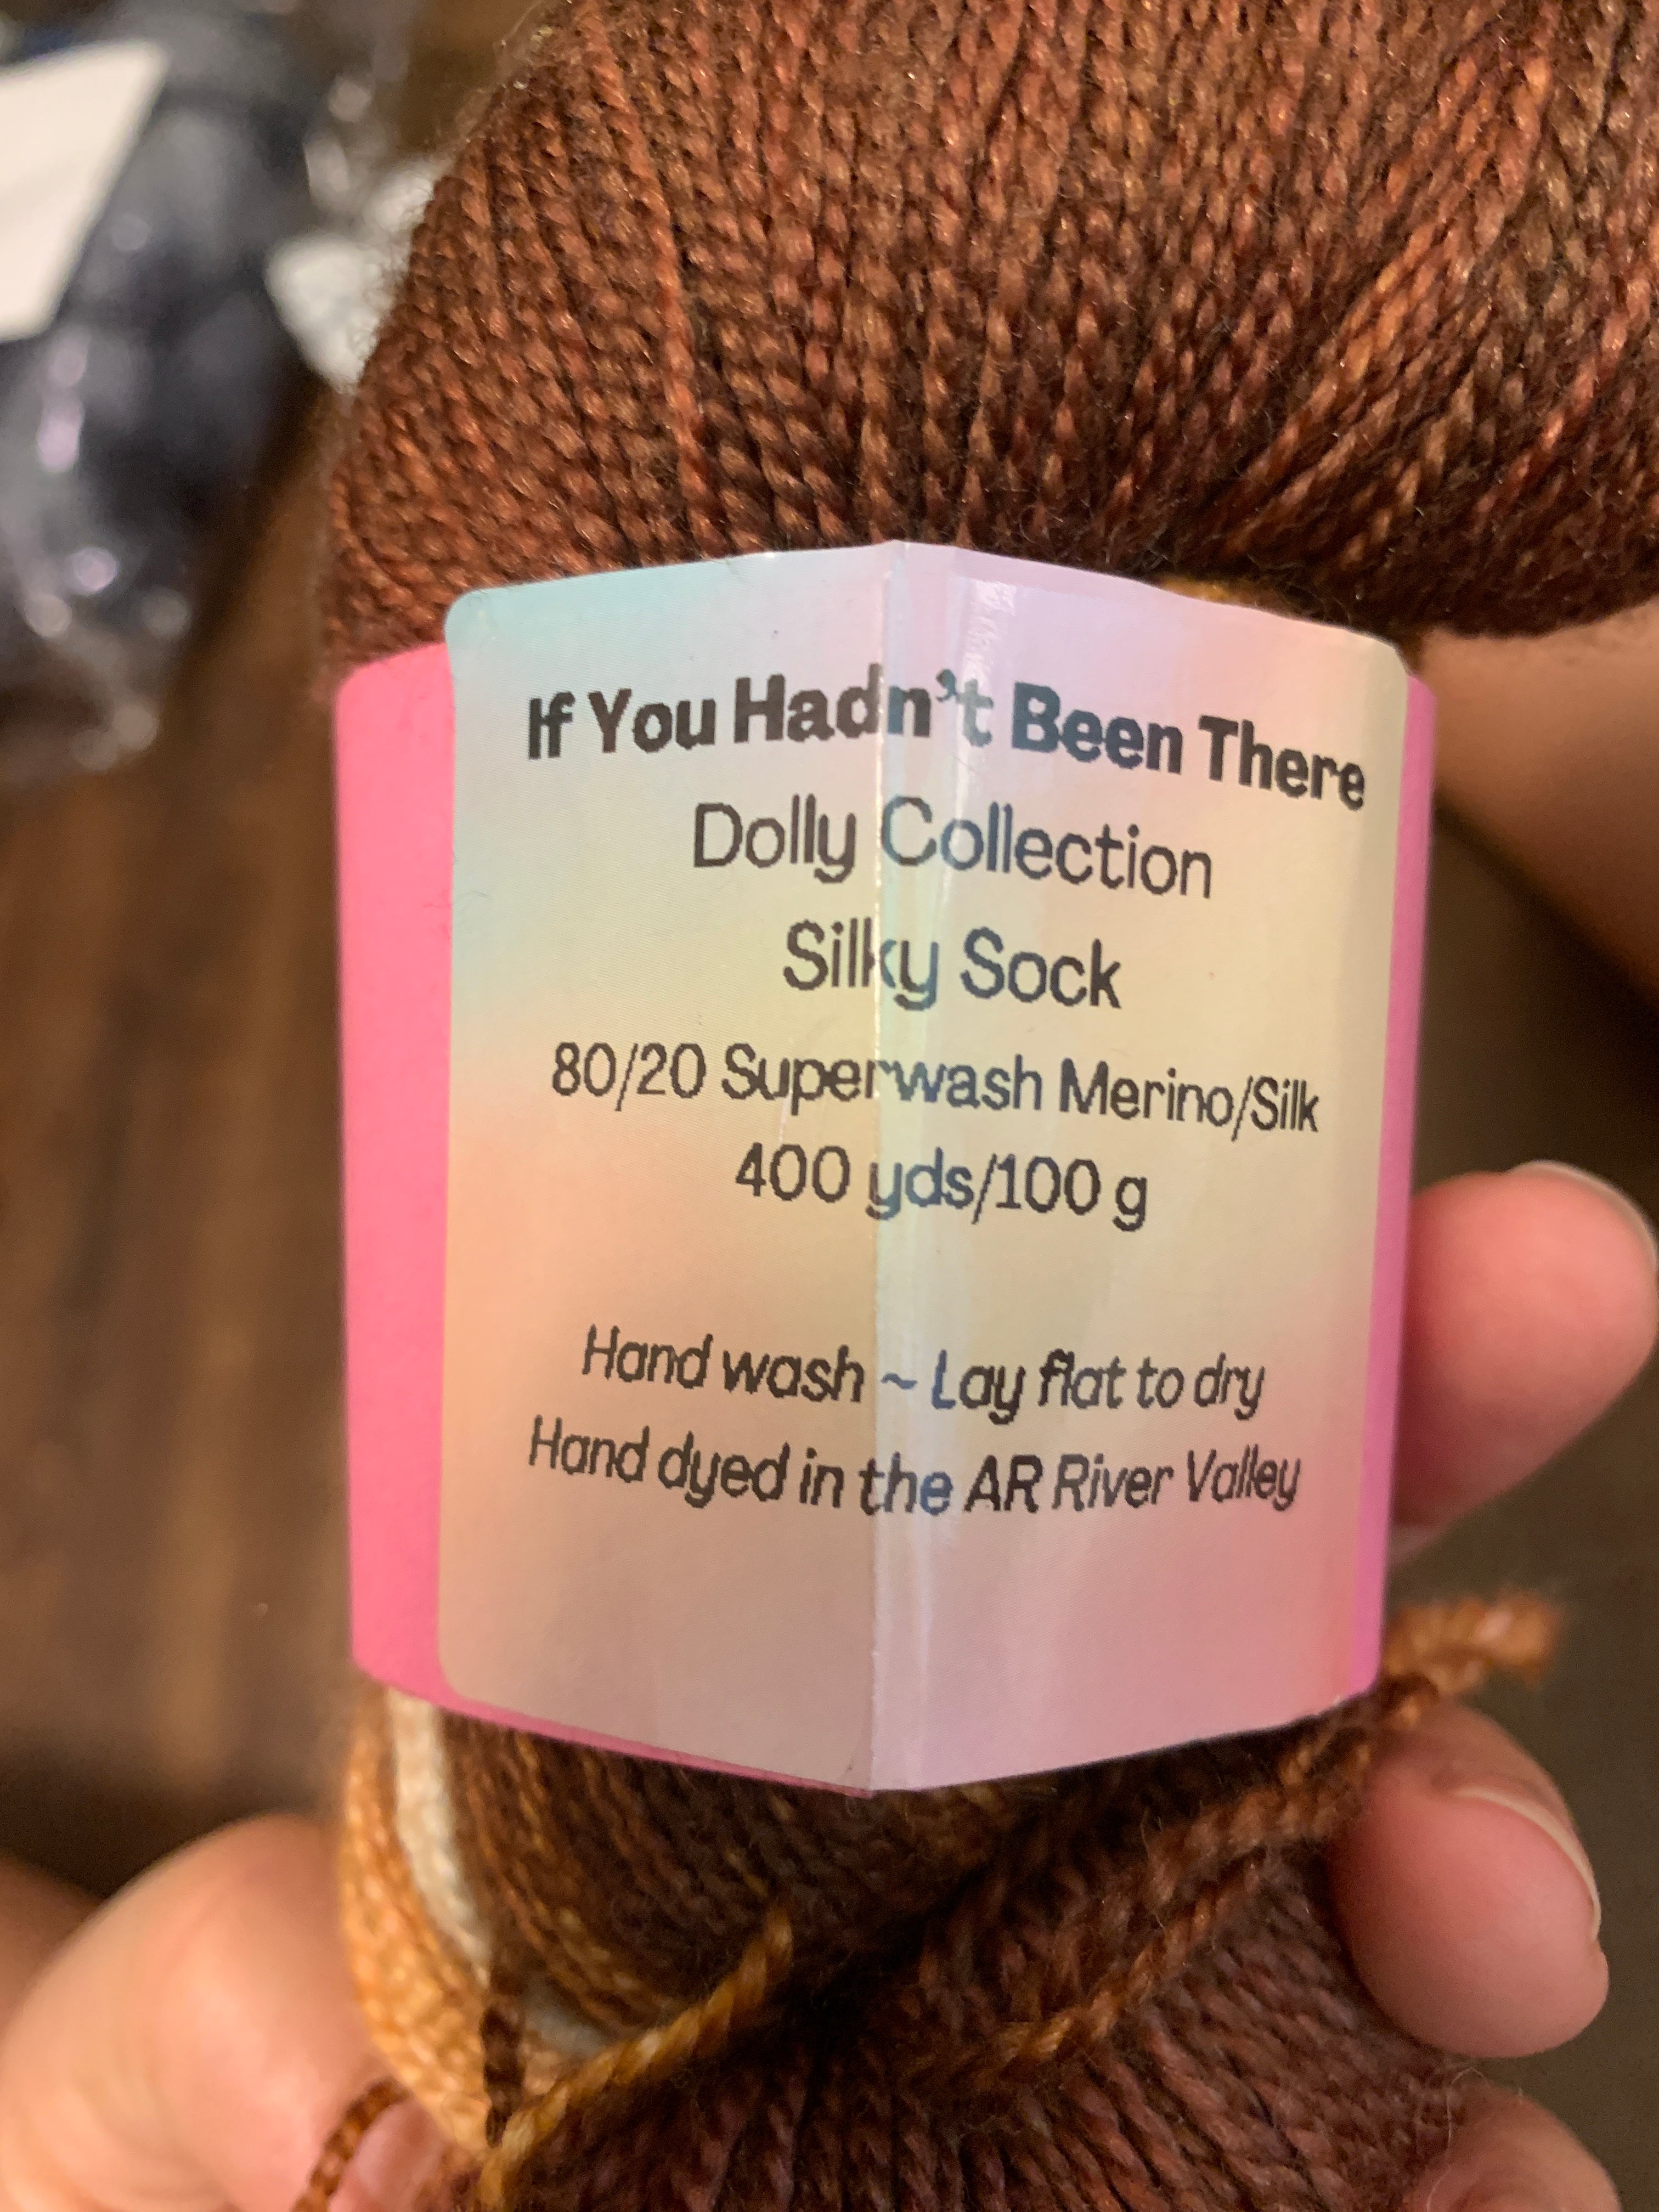 If You Hadn't Been There
Dolly Collection
Silky Sock
80/20 Superwash Merino/Silk
400 yds/100 g
Hand wash ~ Lay flat to dry
Hand dyed in the AR River Valley